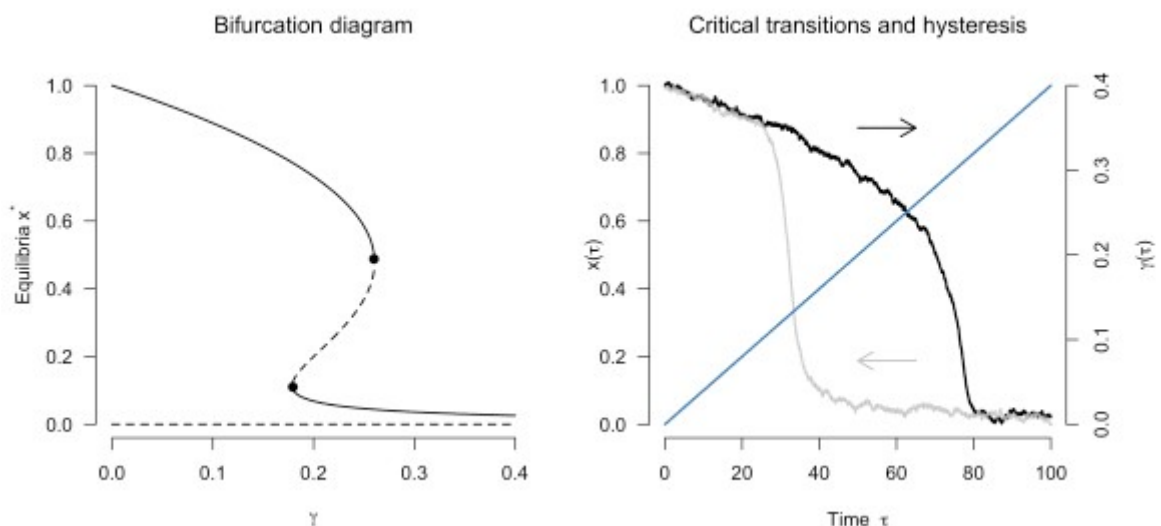 Bifurcation diagram
Equilibria x*
1.0
0.8
0.6
0.4
0.2
0.0
0.0 0.1 0.2 0.3 0.4
γ
Critical transitions and hysteresis
x(τ)
1.0
0.8
0.6
0.4
0.2
0.0
0.4
0.3
0.2
0.1
0.0
γ(τ)
0 20 40 60 80 100
Time τ